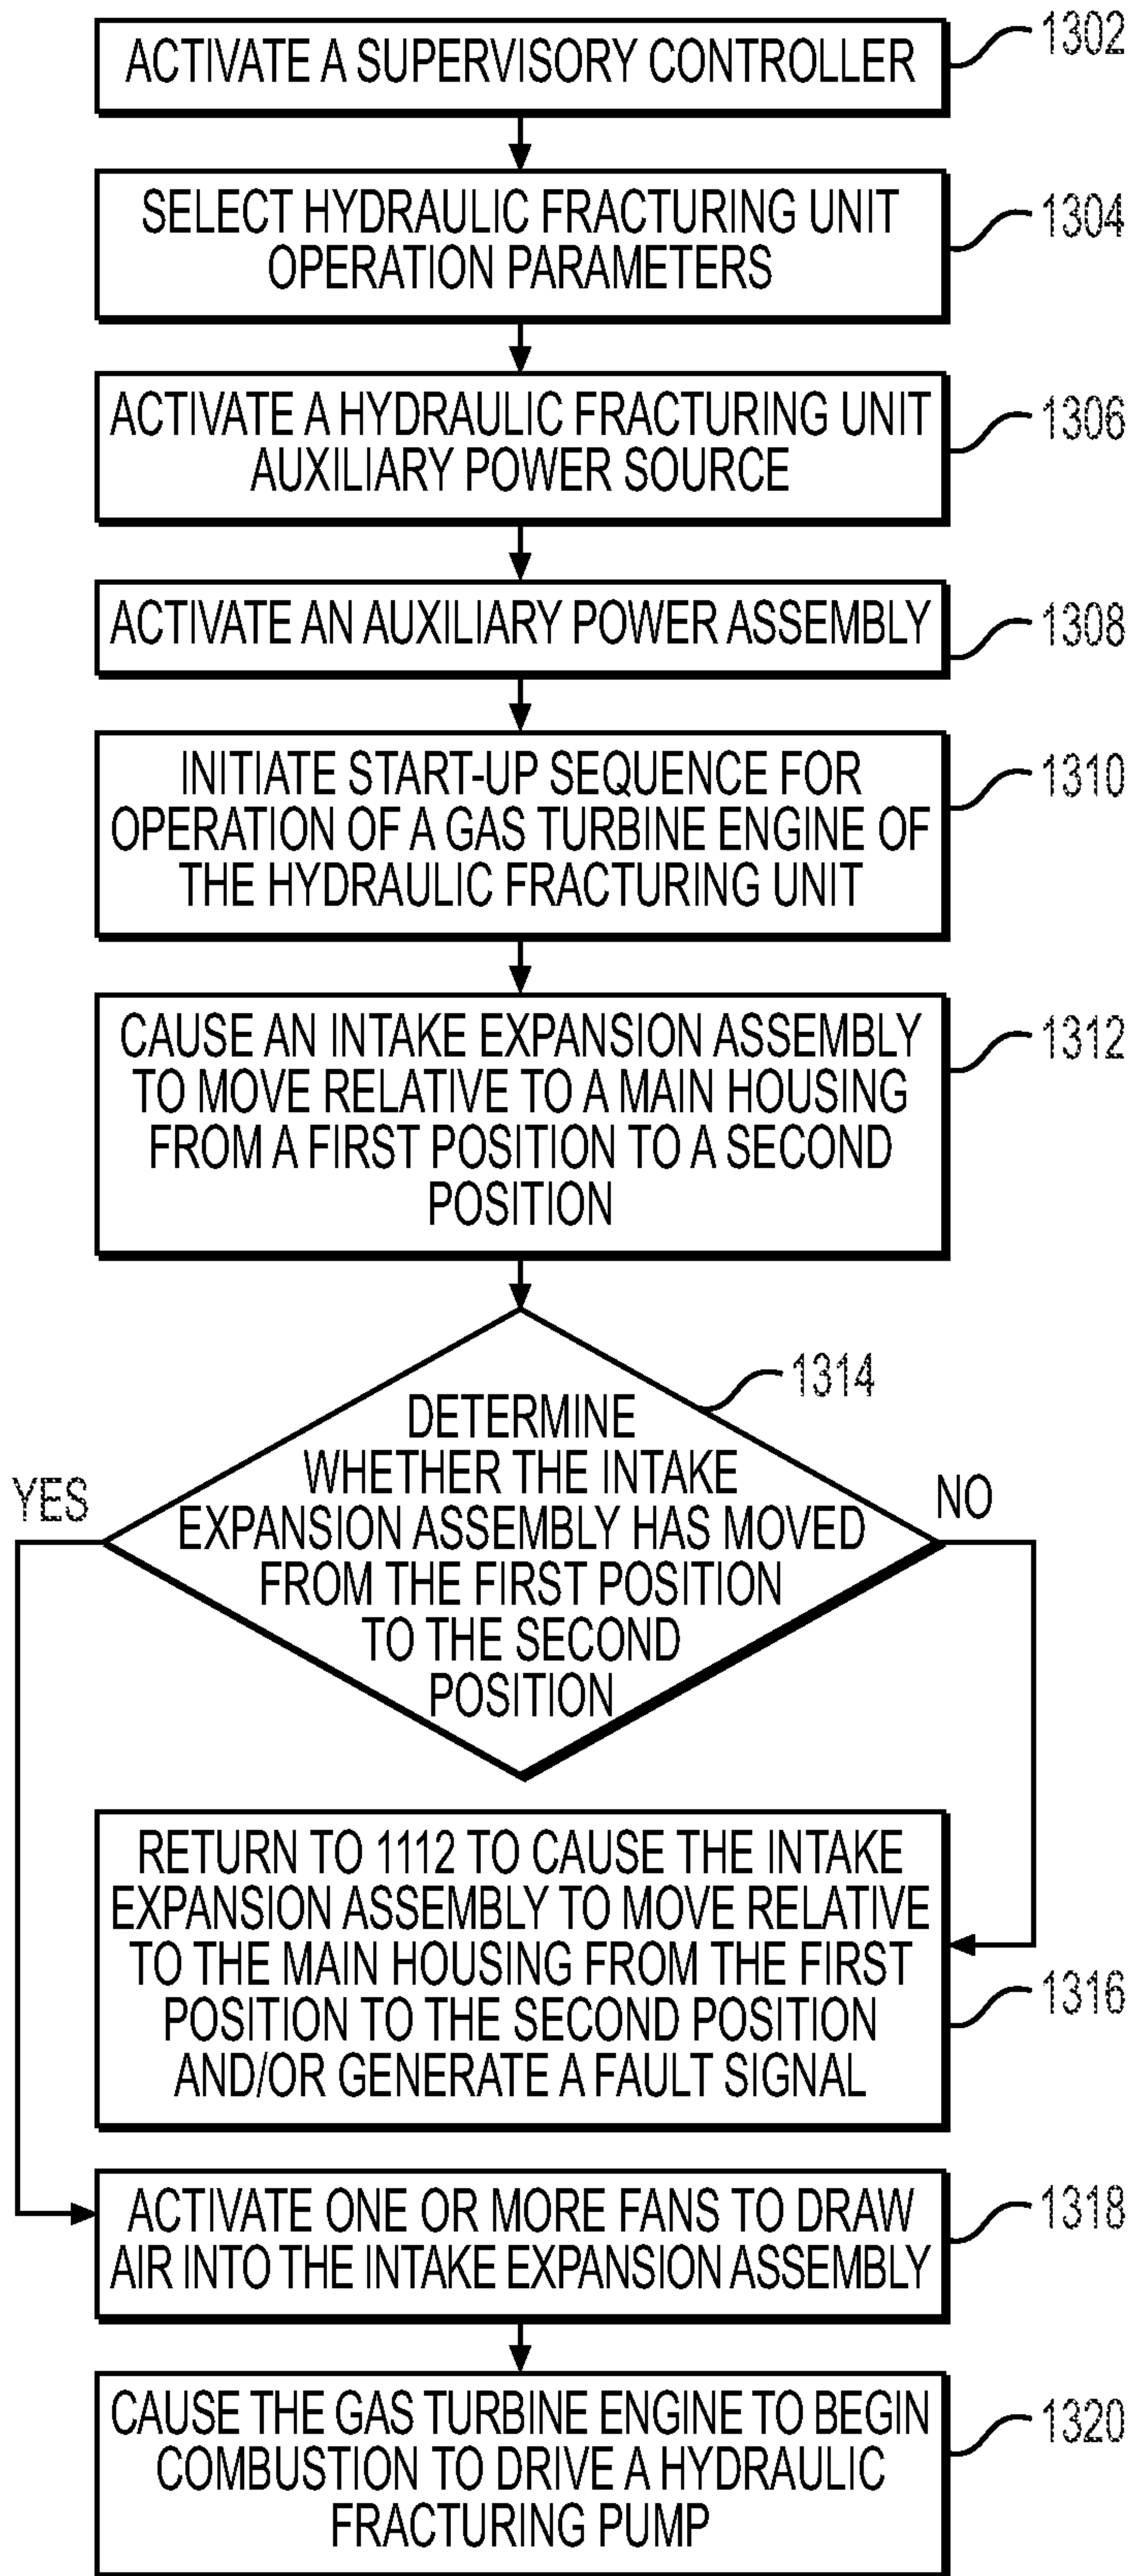 ACTIVATE A SUPERVISORY CONTROLLER
1302
SELECT HYDRAULIC FRACTURING UNIT
OPERATION PARAMETERS
1304
ACTIVATE A HYDRAULIC FRACTURING UNIT
AUXILIARY POWER SOURCE
1306
ACTIVATE AN AUXILIARY POWER ASSEMBLY
1308
INITIATE START-UP SEQUENCE FOR
OPERATION OF A GAS TURBINE ENGINE OF
THE HYDRAULIC FRACTURING UNIT
1310
CAUSE AN INTAKE EXPANSION ASSEMBLY
TO MOVE RELATIVE TO A MAIN HOUSING
FROM A FIRST POSITION TO A SECOND
POSITION
1312
1314
DETERMINE
WHETHER THE INTAKE
EXPANSION ASSEMBLY HAS MOVED
FROM THE FIRST POSITION
TO THE SECOND
POSITION
YES
NO
RETURN TO 1112 TO CAUSE THE INTAKE
EXPANSION ASSEMBLY TO MOVE RELATIVE
TO THE MAIN HOUSING FROM THE FIRST
POSITION TO THE SECOND POSITION
AND/OR GENERATE A FAULT SIGNAL
1316
ACTIVATE ONE OR MORE FANS TO DRAW
AIR INTO THE INTAKE EXPANSION ASSEMBLY
1318
CAUSE THE GAS TURBINE ENGINE TO BEGIN
COMBUSTION TO DRIVE A HYDRAULIC
FRACTURING PUMP
1320